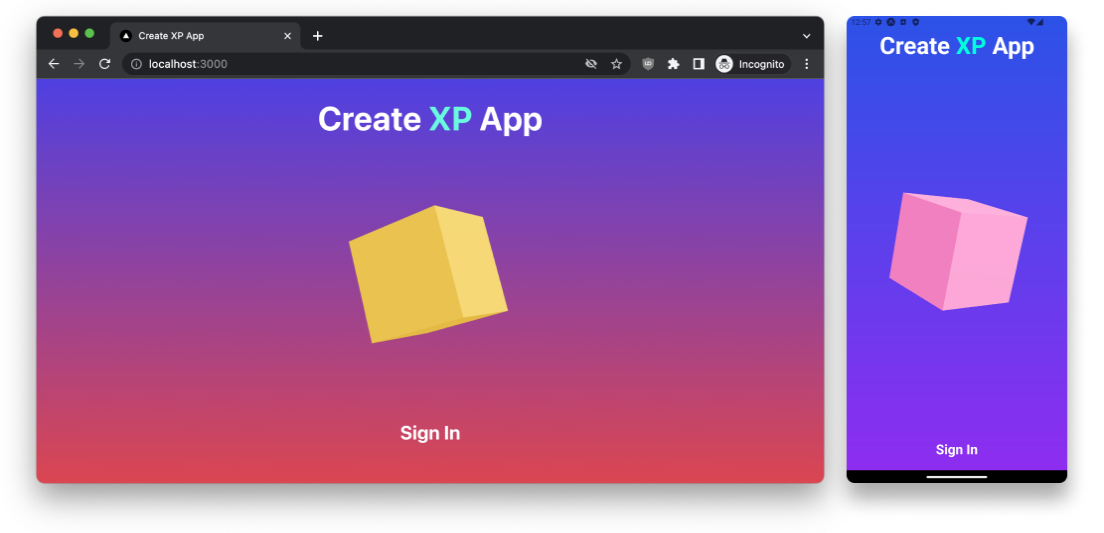 Create XP App
localhost:3000
Incognito
Create XP App
Sign In
12:57
Create XP App
Sign In